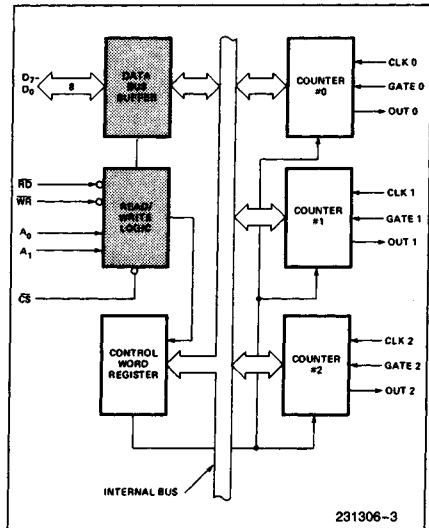 D7-
D0
8
DATA
BUS
BUFFER
RD
WR
A0
A1
CS
READ/
WRITE
LOGIC
CONTROL
WORD
REGISTER
INTERNAL BUS
COUNTER
#0
CLK 0
GATE 0
OUT 0
COUNTER
#1
CLK 1
GATE 1
OUT 1
COUNTER
#2
CLK 2
GATE 2
OUT 2
231306-3